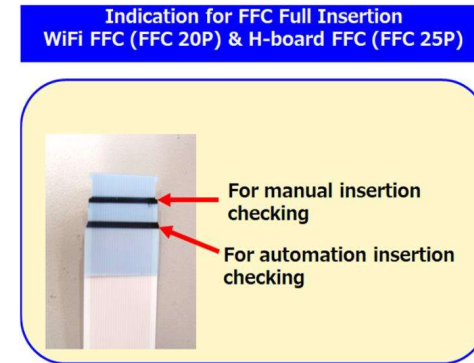 Indication for FFC Full Insertion
WiFi FFC (FFC 20P) & H-board FFC (FFC 25P)
For manual insertion
checking
For automation insertion
checking